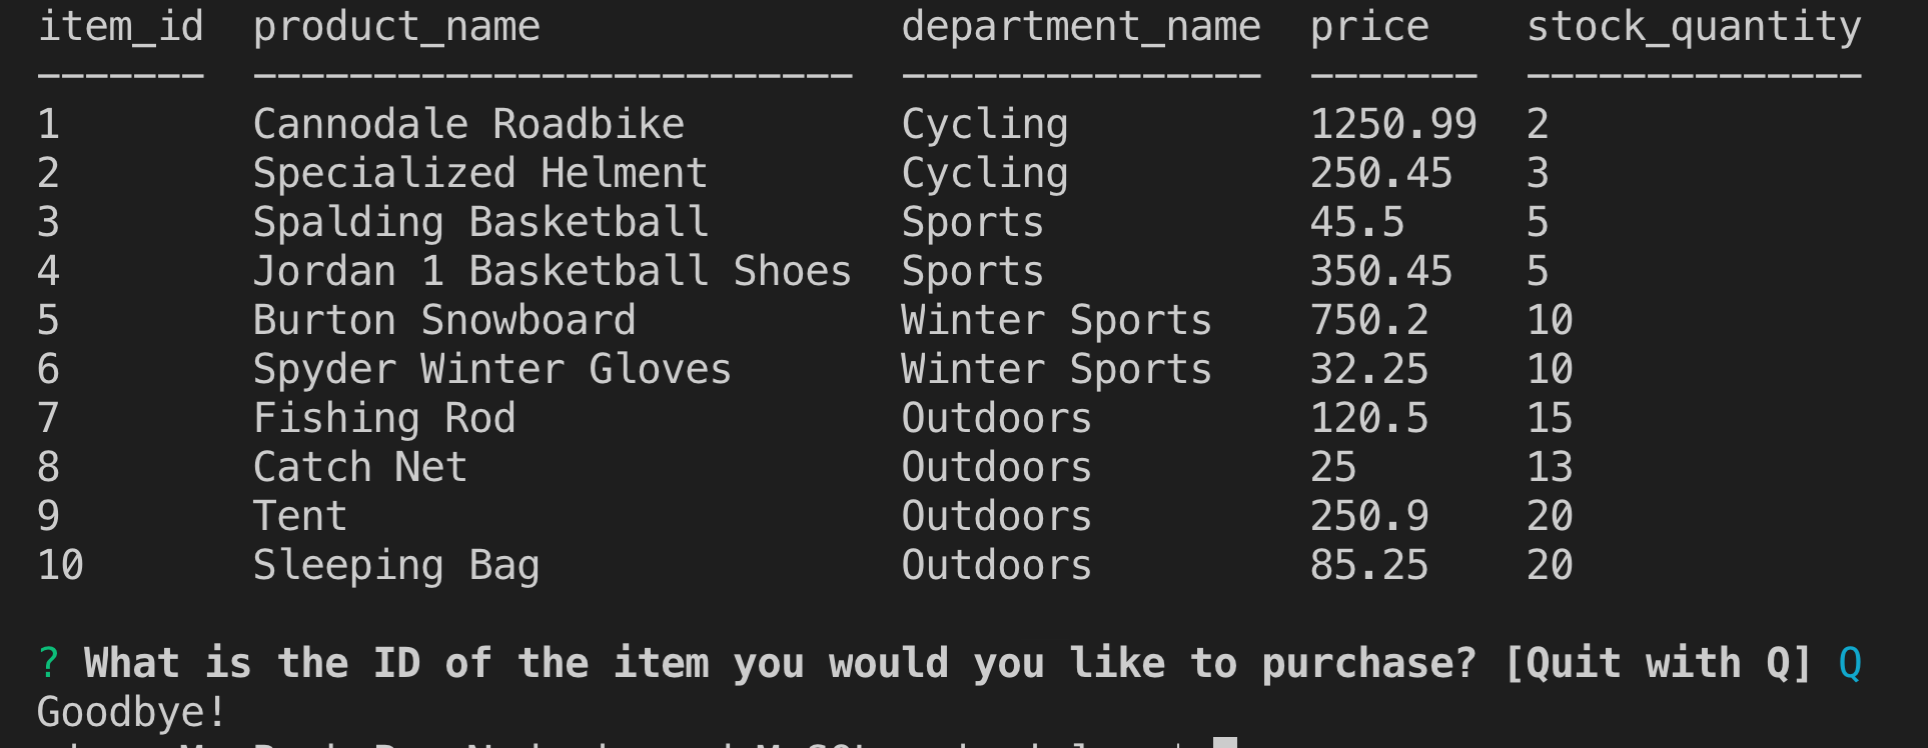 item_id product_name department_name price stock_quantity
------- ------------------------- --------------- ------- --------------
1 Cannodale Roadbike Cycling 1250.99 2
2 Specialized Helment Cycling 250.45 3
3 Spalding Basketball Sports 45.5 5
4 Jordan 1 Basketball Shoes Sports 350.45 5
5 Burton Snowboard Winter Sports 750.2 10
6 Spyder Winter Gloves Winter Sports 32.25 10
7 Fishing Rod Outdoors 120.5 15
8 Catch Net Outdoors 25 13
9 Tent Outdoors 250.9 20
10 Sleeping Bag Outdoors 85.25 20
? What is the ID of the item you would you like to purchase? [Quit with Q] Q
Goodbye!